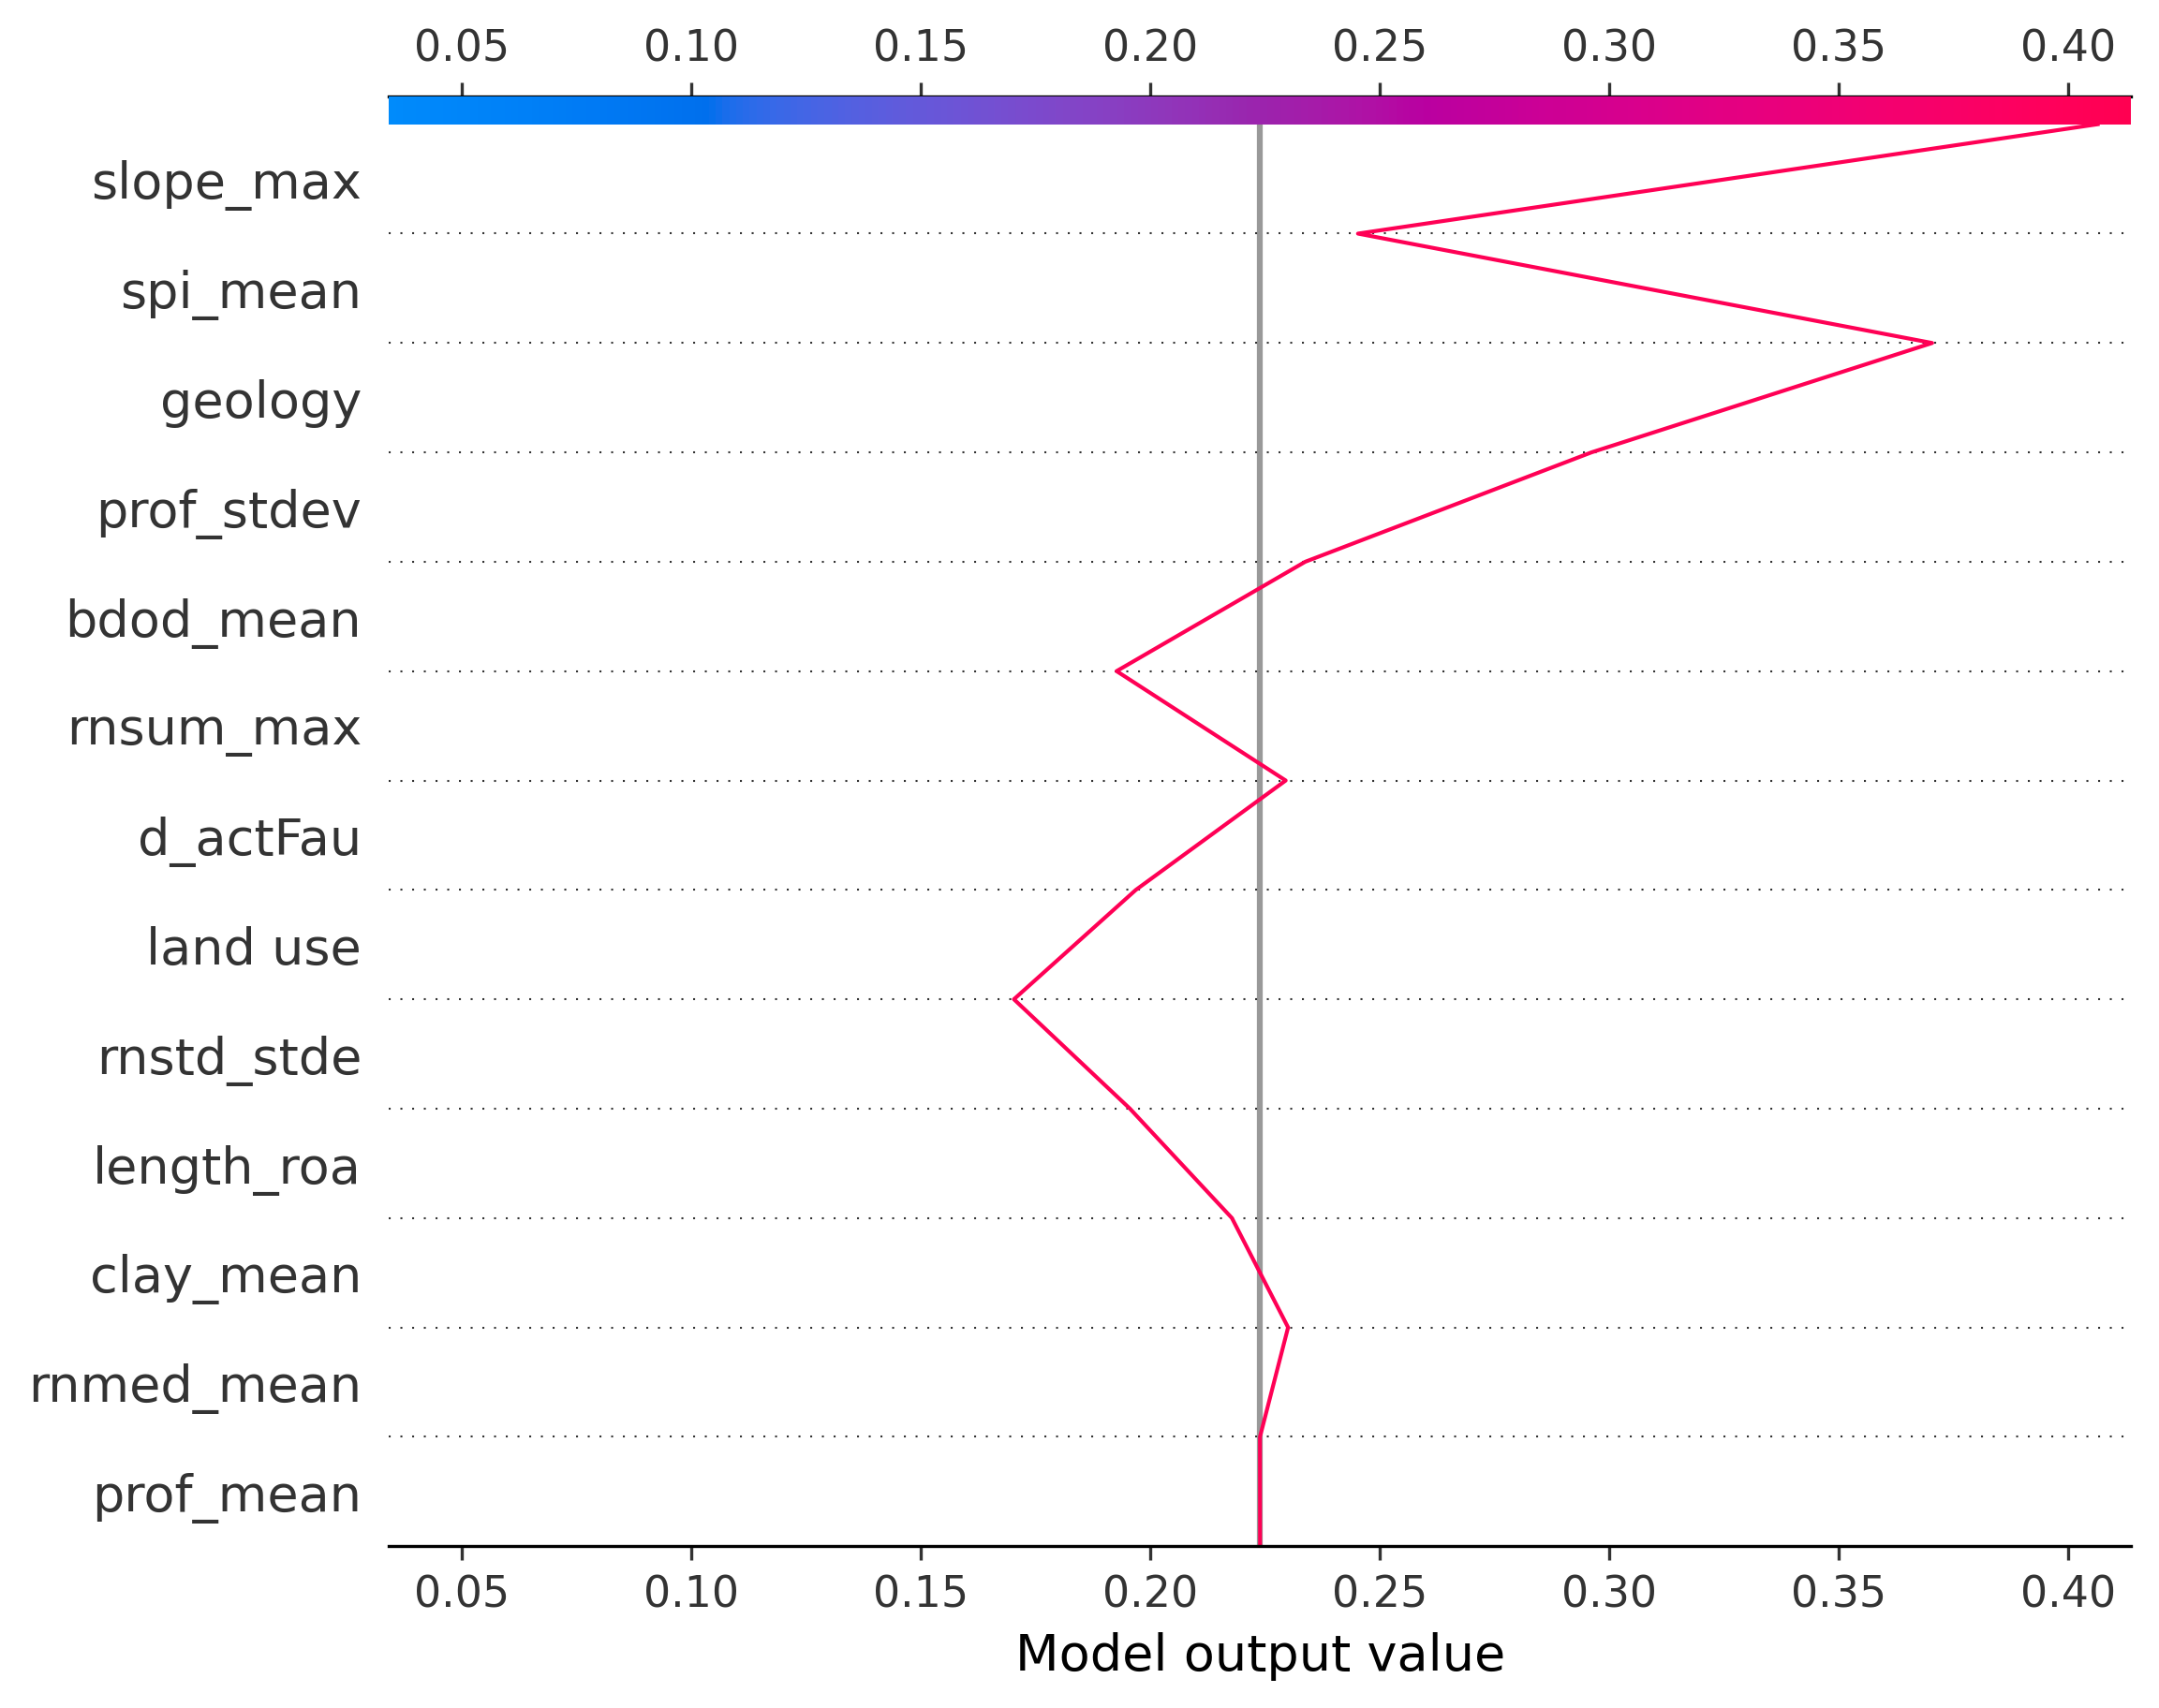 0.05 0.10 0.15 0.20 0.25 0.30 0.35 0.40
slope_max
spi_mean
geology
prof_stdev
bdod_mean
rnsum_max
d_actFau
land use
rnstd_stde
length_roa
clay_mean
rnmed_mean
prof_mean
0.05 0.10 0.15 0.20 0.25 0.30 0.35 0.40
Model output value